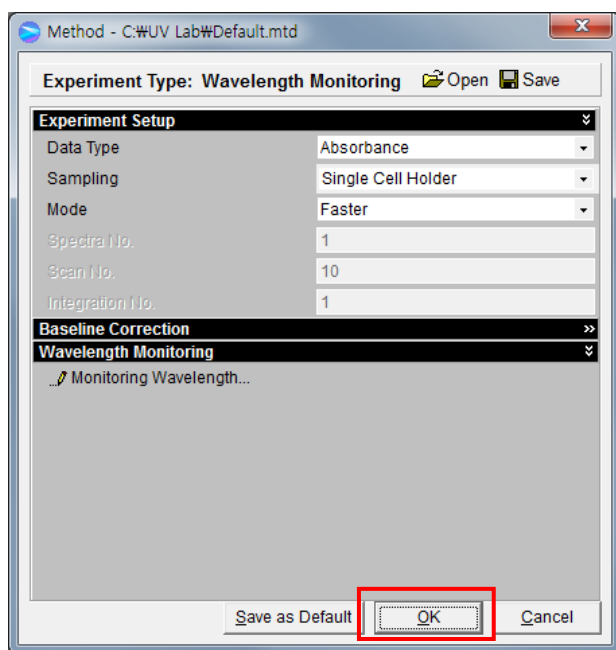 Method - C:₩UV Lab₩Default.mtd
Experiment Type: Wavelength Monitoring Open Save
Experiment Setup
Data Type Absorbance
Sampling Single Cell Holder
Mode Faster
Spectra No. 1
Scan No. 10
Integration No. 1
Baseline Correction
Wavelength Monitoring
Monitoring Wavelength...
Save as Default OK Cancel